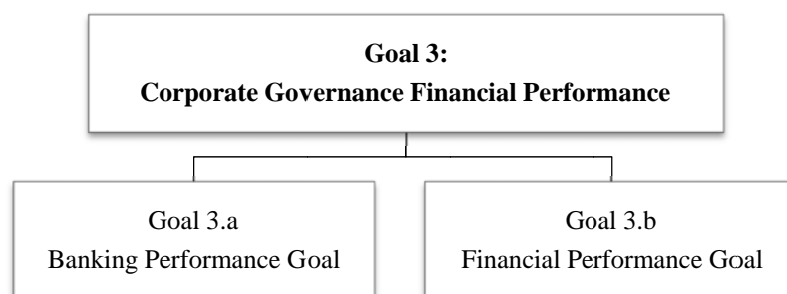 Goal 3:
Corporate Governance Financial Performance
Goal 3.a
Banking Performance Goal
Goal 3.b
Financial Performance Goal